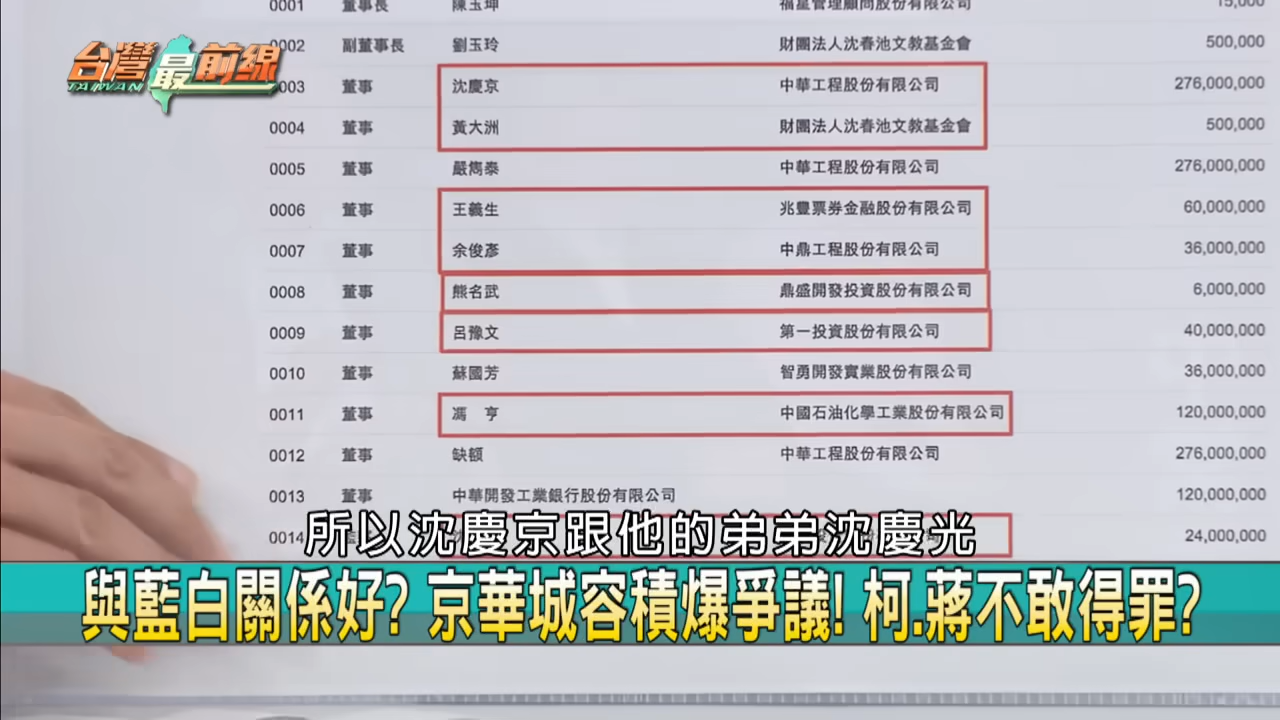 0001 董事長 陳玉坤 福星管理顧問股份有限公司 15,000
台灣最前線
TAIWAN
0002 副董事長 劉玉玲 財團法人沈春池文教基金會 500,000
003 董事 沈慶京 中華工程股份有限公司 276,000,000
0004 董事 黃大洲 財團法人沈春池文教基金會 500,000
0005 董事 嚴雋泰 中華工程股份有限公司 276,000,000
0006 董事 王義生 兆豐票券金融股份有限公司 60,000,000
0007 董事 余俊彥 中鼎工程股份有限公司 36,000,000
0008 董事 熊名武 鼎盛開發投資股份有限公司 6,000,000
0009 董事 呂豫文 第一投資股份有限公司 40,000,000
0010 董事 蘇國芳 智勇開發實業股份有限公司 36,000,000
0011 董事 馮 亨 中國石油化學工業股份有限公司 120,000,000
0012 董事 缺額 中華工程股份有限公司 276,000,000
0013 董事 中華開發工業銀行股份有限公司 120,000,000
0014 24,000,000
所以沈慶京跟他的弟弟沈慶光
與藍白關係好? 京華城容積爆爭議! 柯.蔣不敢得罪?